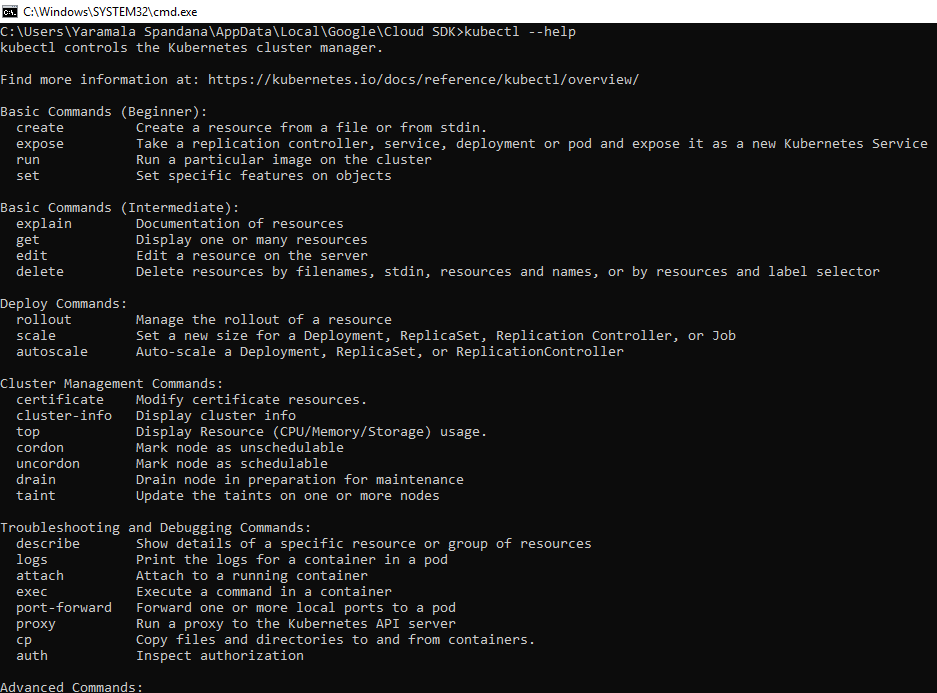 C:\Windows\SYSTEM32\cmd.exe
C:\Users\Yaramala Spandana\AppData\Local\Google\Cloud SDK>kubectl --help
kubectl controls the Kubernetes cluster manager.
Find more information at: https://kubernetes.io/docs/reference/kubectl/overview/
Basic Commands (Beginner):
create         Create a resource from a file or from stdin.
expose         Take a replication controller, service, deployment or pod and expose it as a new Kubernetes Service
run            Run a particular image on the cluster
set            Set specific features on objects
Basic Commands (Intermediate):
explain        Documentation of resources
get            Display one or many resources
edit           Edit a resource on the server
delete         Delete resources by filenames, stdin, resources and names, or by resources and label selector
Deploy Commands:
rollout        Manage the rollout of a resource
scale          Set a new size for a Deployment, ReplicaSet, Replication Controller, or Job
autoscale      Auto-scale a Deployment, ReplicaSet, or ReplicationController
Cluster Management Commands:
certificate    Modify certificate resources.
cluster-info   Display cluster info
top            Display Resource (CPU/Memory/Storage) usage.
cordon         Mark node as unschedulable
uncordon       Mark node as schedulable
drain          Drain node in preparation for maintenance
taint          Update the taints on one or more nodes
Troubleshooting and Debugging Commands:
describe       Show details of a specific resource or group of resources
logs           Print the logs for a container in a pod
attach         Attach to a running container
exec           Execute a command in a container
port-forward   Forward one or more local ports to a pod
proxy          Run a proxy to the Kubernetes API server
cp             Copy files and directories to and from containers.
auth           Inspect authorization
Advanced Commands: